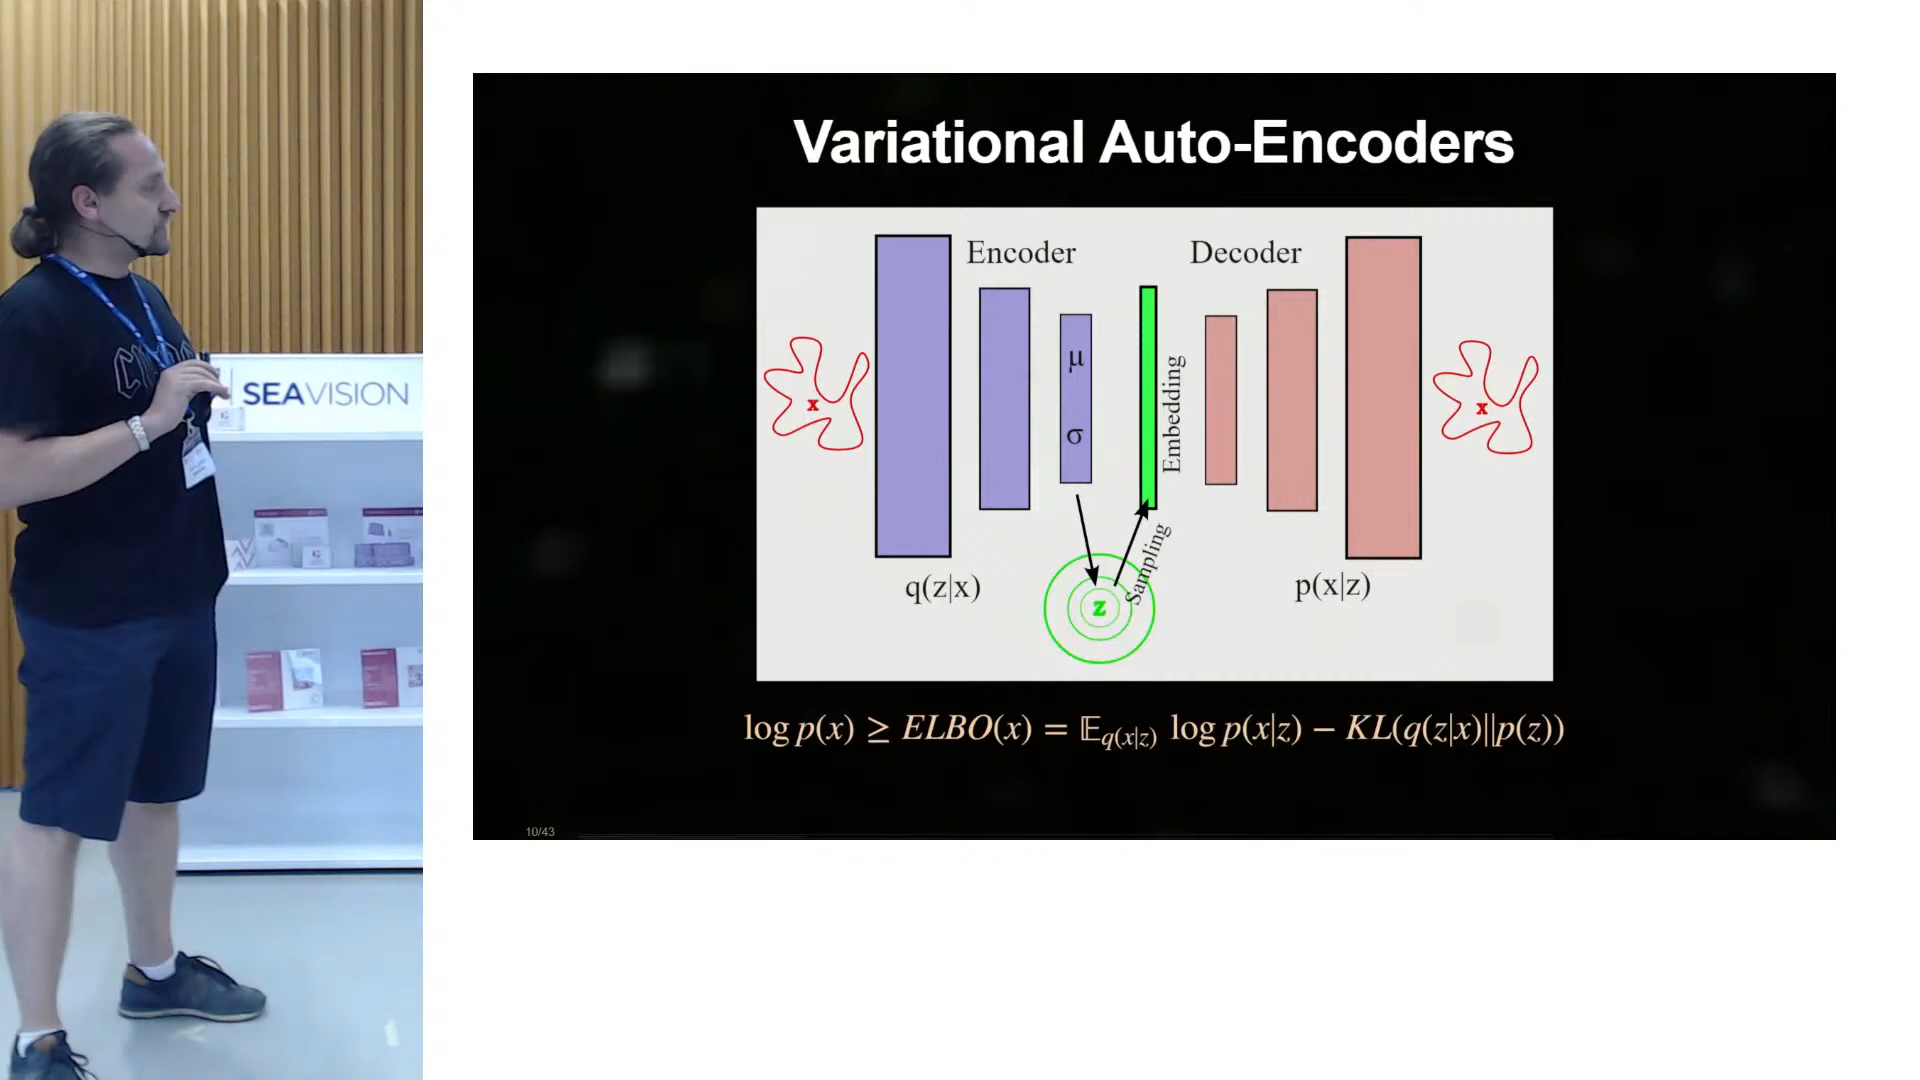 SEAVISION
Variational Auto-Encoders
Encoder
Decoder
μ
σ
Embedding
x
x
Sampling
z
q(z|x)
p(x|z)
log p(x) ≥ ELBO(x) = 𝔼q(x|z) log p(x|z) − KL(q(z|x)||p(z))
10/43